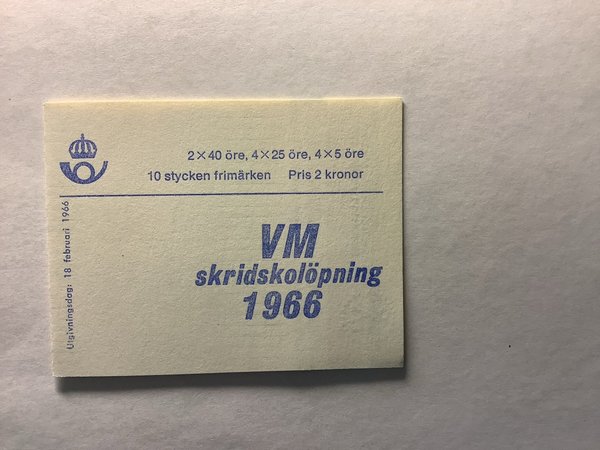 2×40 öre, 4×25 öre, 4×5 öre
10 stycken frimärken Pris 2 kronor
VM
skridskolöpning
1966
Utgivningsdag: 18 februari 1966